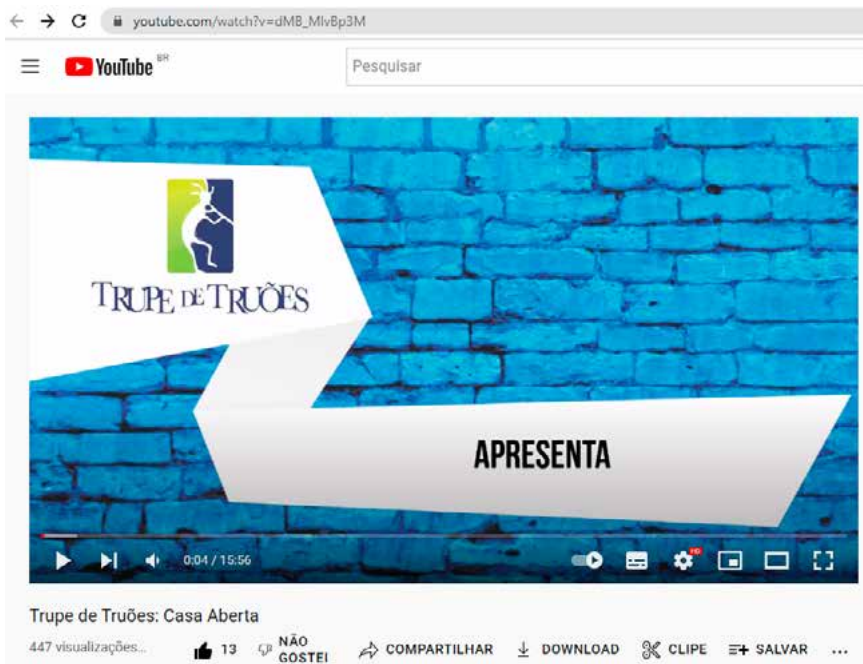 youtube.com/watch?v=dMB_MlvBp3M
YouTube BR
Pesquisar
TRUPE DE TRUÕES
APRESENTA
0:04 / 15:56
HD
Trupe de Truões: Casa Aberta
447 visualizações... 13 NÃO GOSTEI COMPARTILHAR DOWNLOAD CLIPE SALVAR ...